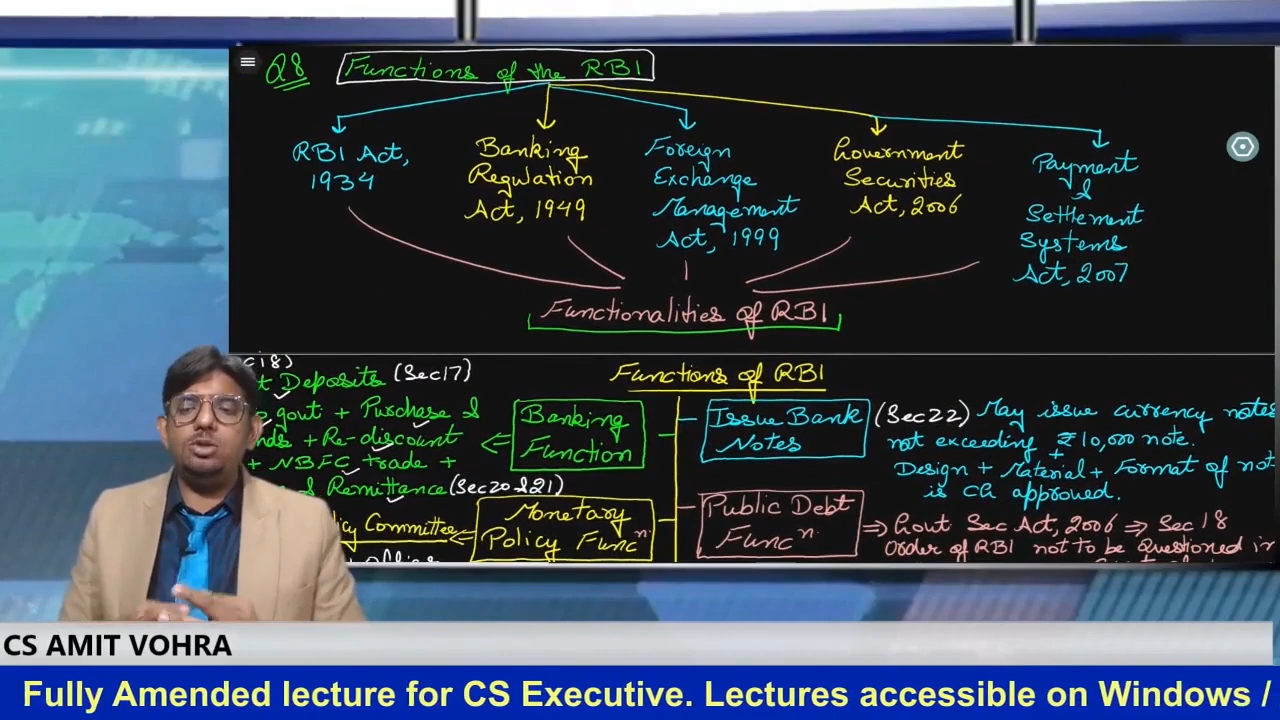 Q8 Functions of the RBI
RBI Act,
1934
Banking
Regulation
Act, 1949
Foreign
Exchange
Management
Act, 1999
Government
Securities
Act, 2006
Payment
&
Settlement
Systems
Act, 2007
Functionalities of RBI
Functions of RBI
Deposits (Sec17)
govt + Purchase &
+ Re-discount
+ NBFC trade +
& Remittance (Sec20 & 21)
Committee
Banking
Function
Monetary
Policy Funcⁿ.
Issue Bank
Notes
(Sec22) May issue currency notes
not exceeding ₹10,000 note.
+
Design + Material + Format of not
is CG approved.
Public Debt
Funcⁿ.
⇒ Govt Sec Act, 2006 ⇒ Sec 18
Order of RBI not to be questioned in
CS AMIT VOHRA
Fully Amended lecture for CS Executive. Lectures accessible on Windows /